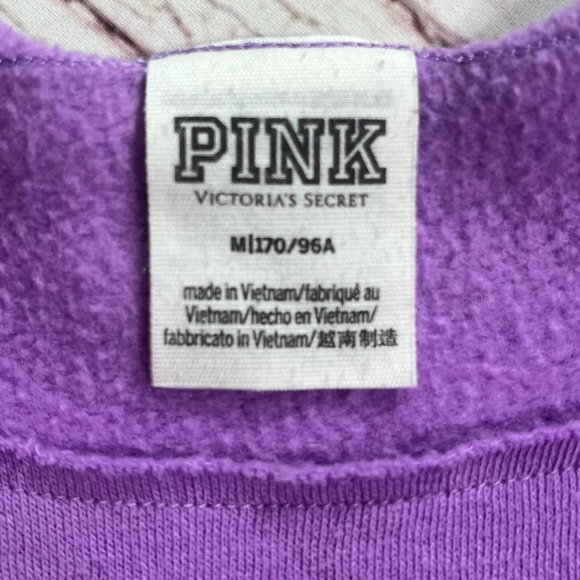 PINK
VICTORIA'S SECRET
M|170/96A
made in Vietnam/fabriqué au
Vietnam/hecho en Vietnam/
fabbricato in Vietnam/越南制造